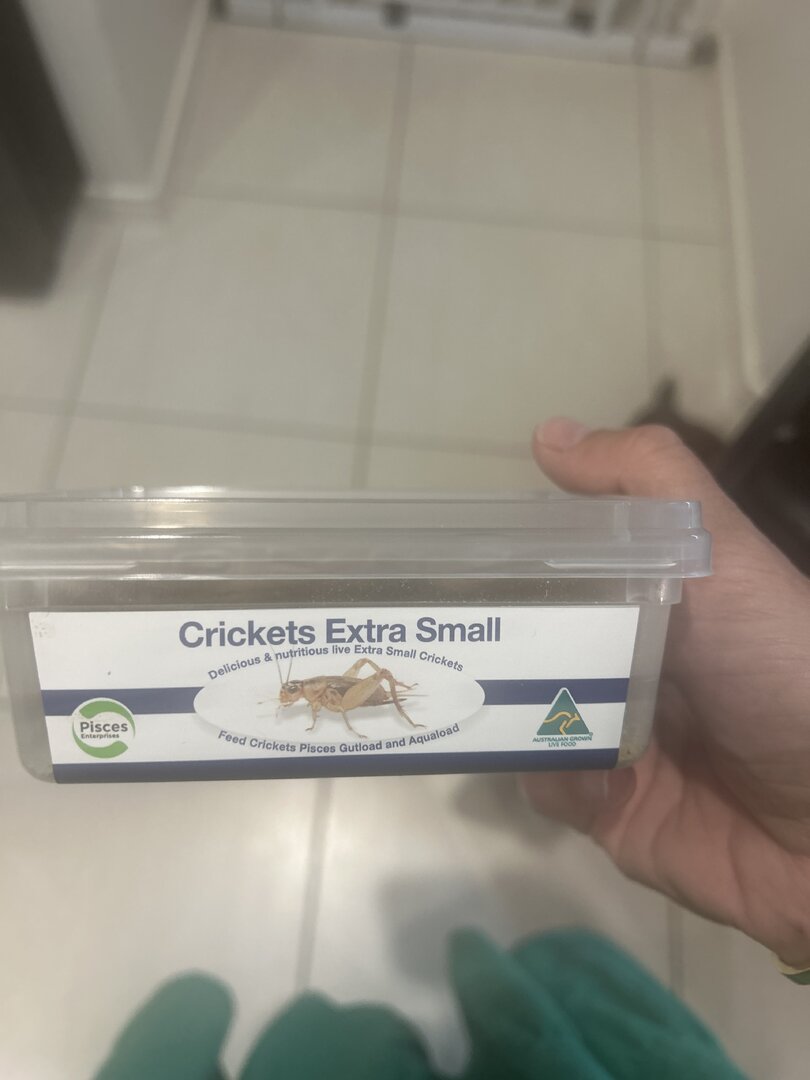 Crickets Extra Small
Delicious & nutritious live Extra Small Crickets
Feed Crickets Pisces Gutload and Aquaload
Pisces
Enterprises
AUSTRALIAN GROWN
LIVE FOOD